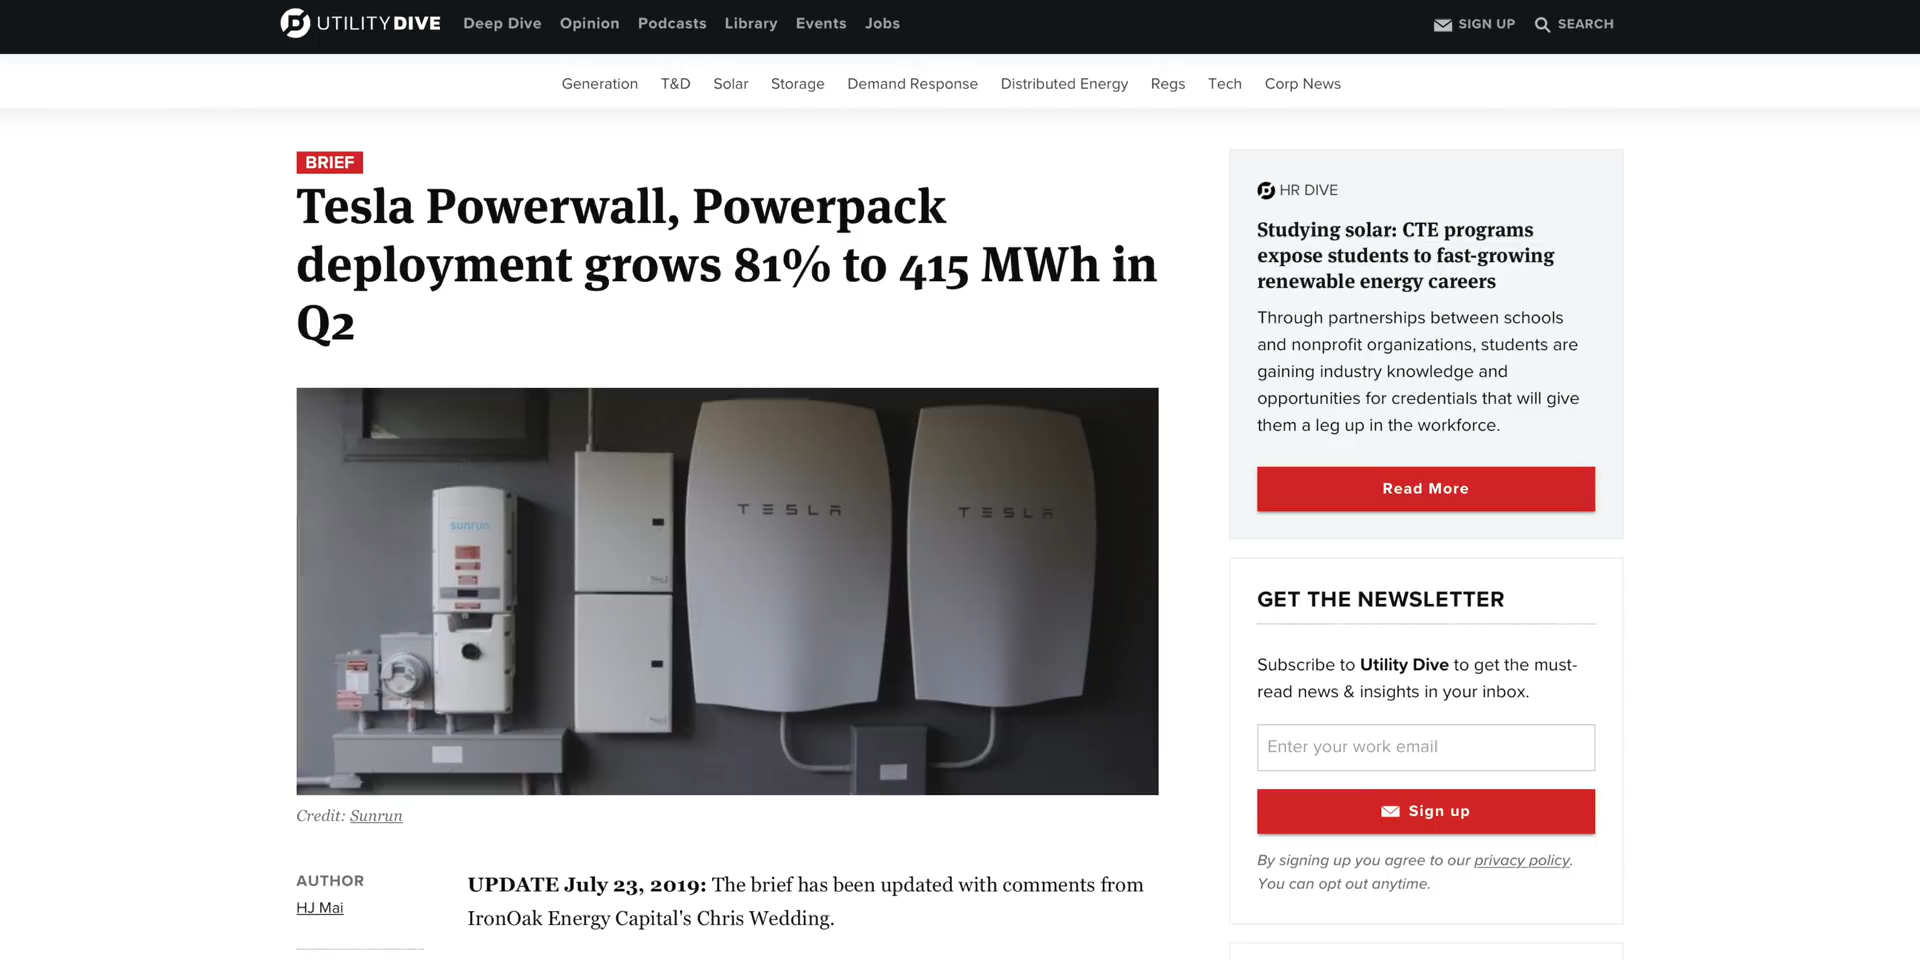 UTILITY DIVE Deep Dive Opinion Podcasts Library Events Jobs SIGN UP SEARCH
Generation T&D Solar Storage Demand Response Distributed Energy Regs Tech Corp News
BRIEF
Tesla Powerwall, Powerpack
deployment grows 81% to 415 MWh in
Q2
sunrun
TESLA
TESLA
Credit: Sunrun
AUTHOR
HJ Mai
UPDATE July 23, 2019: The brief has been updated with comments from
IronOak Energy Capital's Chris Wedding.
HR DIVE
Studying solar: CTE programs
expose students to fast-growing
renewable energy careers
Through partnerships between schools
and nonprofit organizations, students are
gaining industry knowledge and
opportunities for credentials that will give
them a leg up in the workforce.
Read More
GET THE NEWSLETTER
Subscribe to Utility Dive to get the must-
read news & insights in your inbox.
Enter your work email
Sign up
By signing up you agree to our privacy policy.
You can opt out anytime.